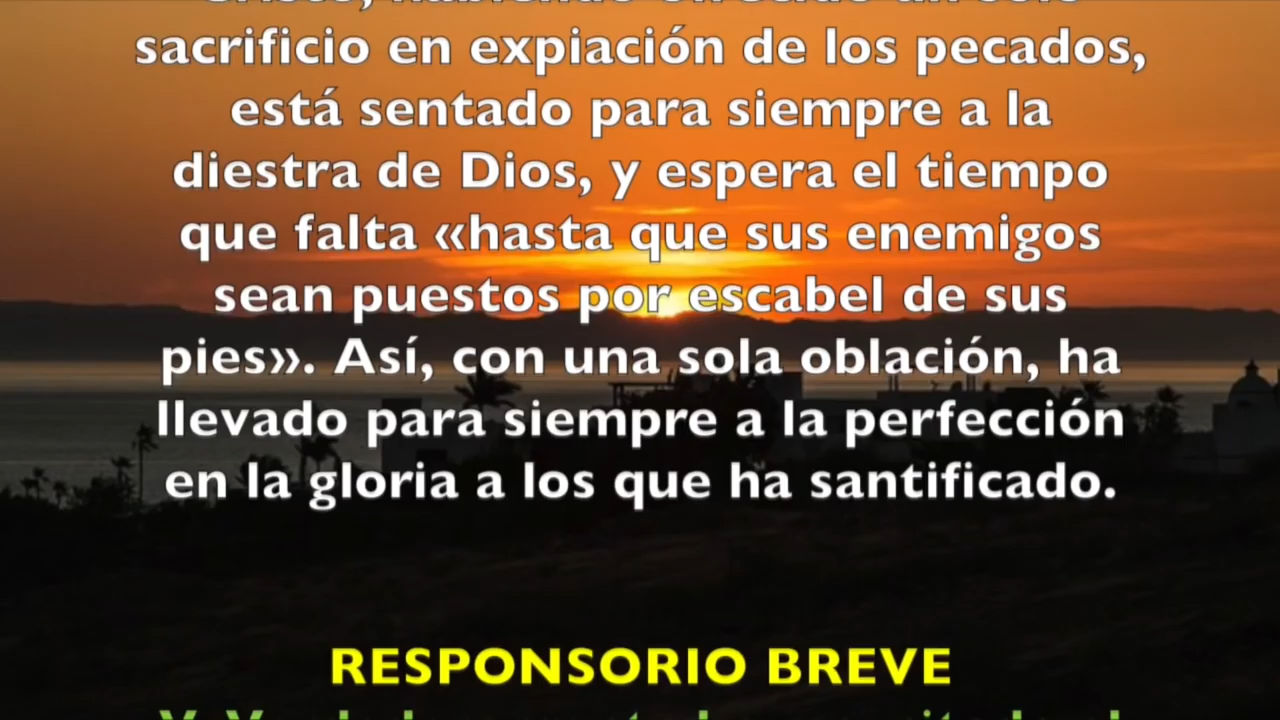 sacrificio en expiación de los pecados,
está sentado para siempre a la
diestra de Dios, y espera el tiempo
que falta «hasta que sus enemigos
sean puestos por escabel de sus
pies». Así, con una sola oblación, ha
llevado para siempre a la perfección
en la gloria a los que ha santificado.
RESPONSORIO BREVE